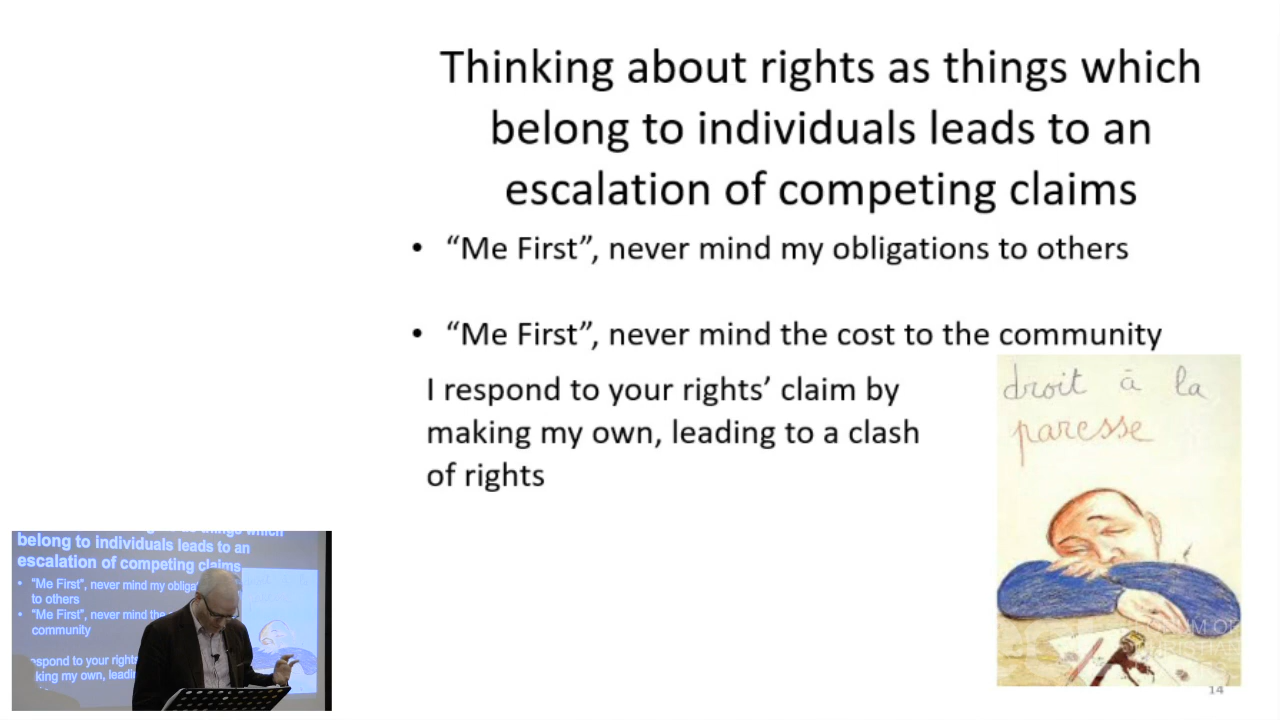 Thinking about rights as things which
belong to individuals leads to an
escalation of competing claims
• “Me First”, never mind my obligations to others
• “Me First”, never mind the cost to the community
I respond to your rights’ claim by
making my own, leading to a clash
of rights
droit à la
paresse
14
belong to individuals leads to an
escalation of competing claims
• "Me First", never mind my
to others
• "Me First", never mind the
community
to your rights
my own,